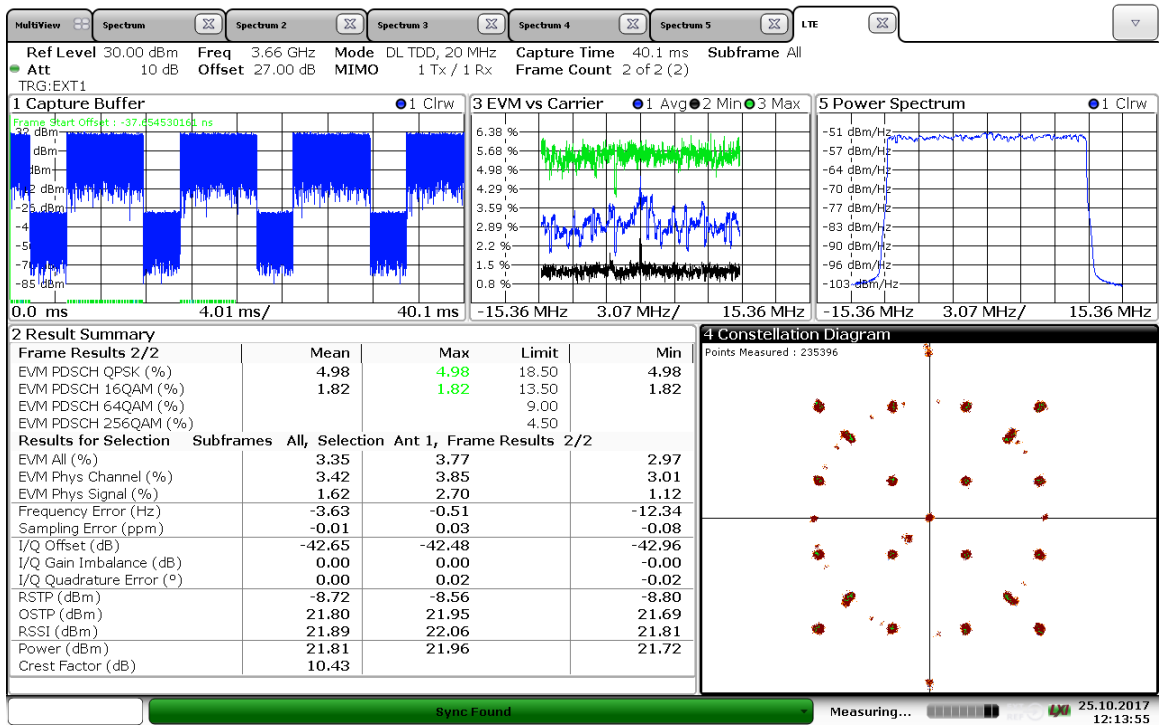 MultiView Spectrum Spectrum 2 Spectrum 3 Spectrum 4 Spectrum 5 LTE
Ref Level 30.00 dBm Freq 3.66 GHz Mode DL TDD, 20 MHz Capture Time 40.1 ms Subframe All
Att 10 dB Offset 27.00 dB MIMO 1 Tx / 1 Rx Frame Count 2 of 2 (2)
TRG:EXT1
1 Capture Buffer 1 Clrw
Frame Start Offset : -37.654530161 ns
32 dBm
dBm
dBm
dBm
-25 dBm
-85 dBm
0.0 ms 4.01 ms/ 40.1 ms
3 EVM vs Carrier 1 Avg 2 Min 3 Max
6.38 %
5.68 %
4.98 %
4.29 %
3.59 %
2.89 %
2.2 %
1.5 %
0.8 %
-15.36 MHz 3.07 MHz/ 15.36 MHz
5 Power Spectrum 1 Clrw
-51 dBm/Hz
-57 dBm/Hz
-64 dBm/Hz
-70 dBm/Hz
-77 dBm/Hz
-83 dBm/Hz
-90 dBm/Hz
-96 dBm/Hz
-103 dBm/Hz
-15.36 MHz 3.07 MHz/ 15.36 MHz
2 Result Summary
Frame Results 2/2 Mean Max Limit Min
EVM PDSCH QPSK (%) 4.98 4.98 18.50 4.98
EVM PDSCH 16QAM (%) 1.82 1.82 13.50 1.82
EVM PDSCH 64QAM (%) 9.00
EVM PDSCH 256QAM (%) 4.50
Results for Selection Subframes All, Selection Ant 1, Frame Results 2/2
EVM All (%) 3.35 3.77 2.97
EVM Phys Channel (%) 3.42 3.85 3.01
EVM Phys Signal (%) 1.62 2.70 1.12
Frequency Error (Hz) -3.63 -0.51 -12.34
Sampling Error (ppm) -0.01 0.03 -0.08
I/Q Offset (dB) -42.65 -42.48 -42.96
I/Q Gain Imbalance (dB) 0.00 0.00 -0.00
I/Q Quadrature Error (°) 0.00 0.02 -0.02
RSTP (dBm) -8.72 -8.56 -8.80
OSTP (dBm) 21.80 21.95 21.69
RSSI (dBm) 21.89 22.06 21.81
Power (dBm) 21.81 21.96 21.72
Crest Factor (dB) 10.43
4 Constellation Diagram
Points Measured : 235396
Sync Found
Measuring...
REF
LXI
25.10.2017
12:13:55